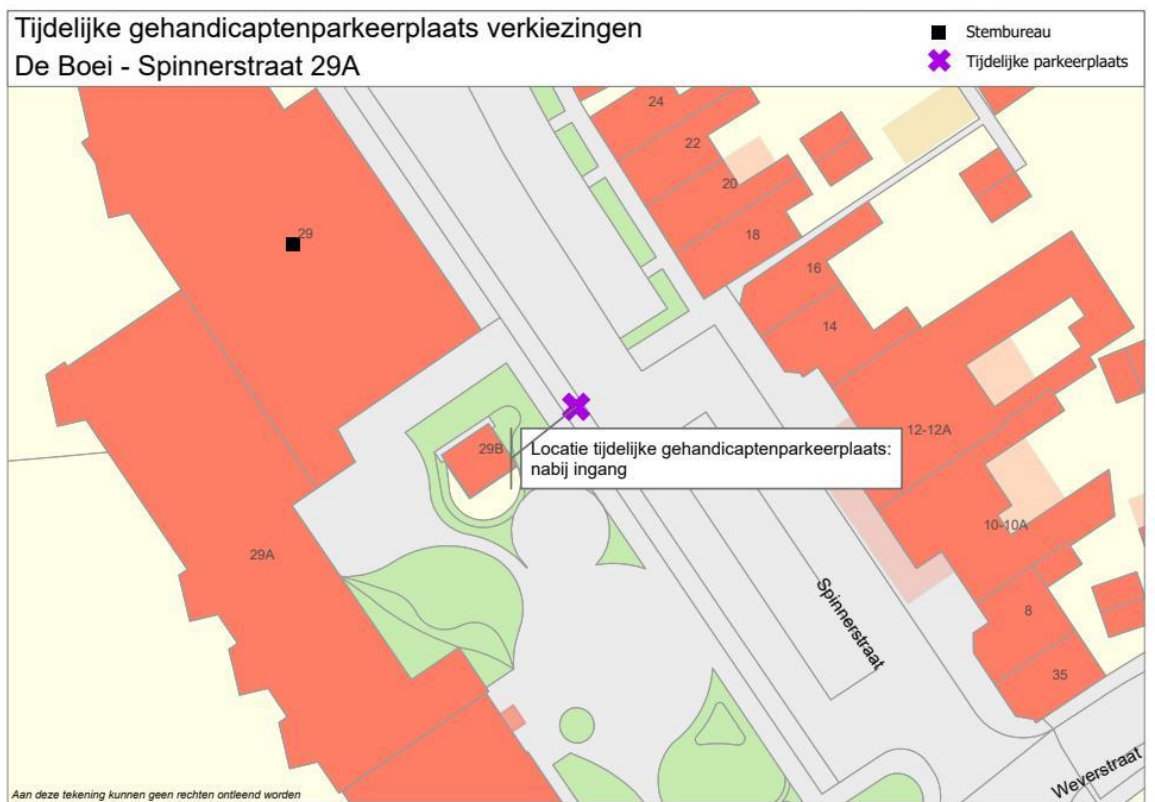 Tijdelijke gehandicaptenparkeerplaats verkiezingen
De Boei - Spinnerstraat 29A
Stembureau
Tijdelijke parkeerplaats
24
22
20
18
29
16
14
12-12A
29B
Locatie tijdelijke gehandicaptenparkeerplaats:
nabij ingang
10-10A
29A
Spinnerstraat
8
35
Weverstraat
Aan deze tekening kunnen geen rechten ontleend worden